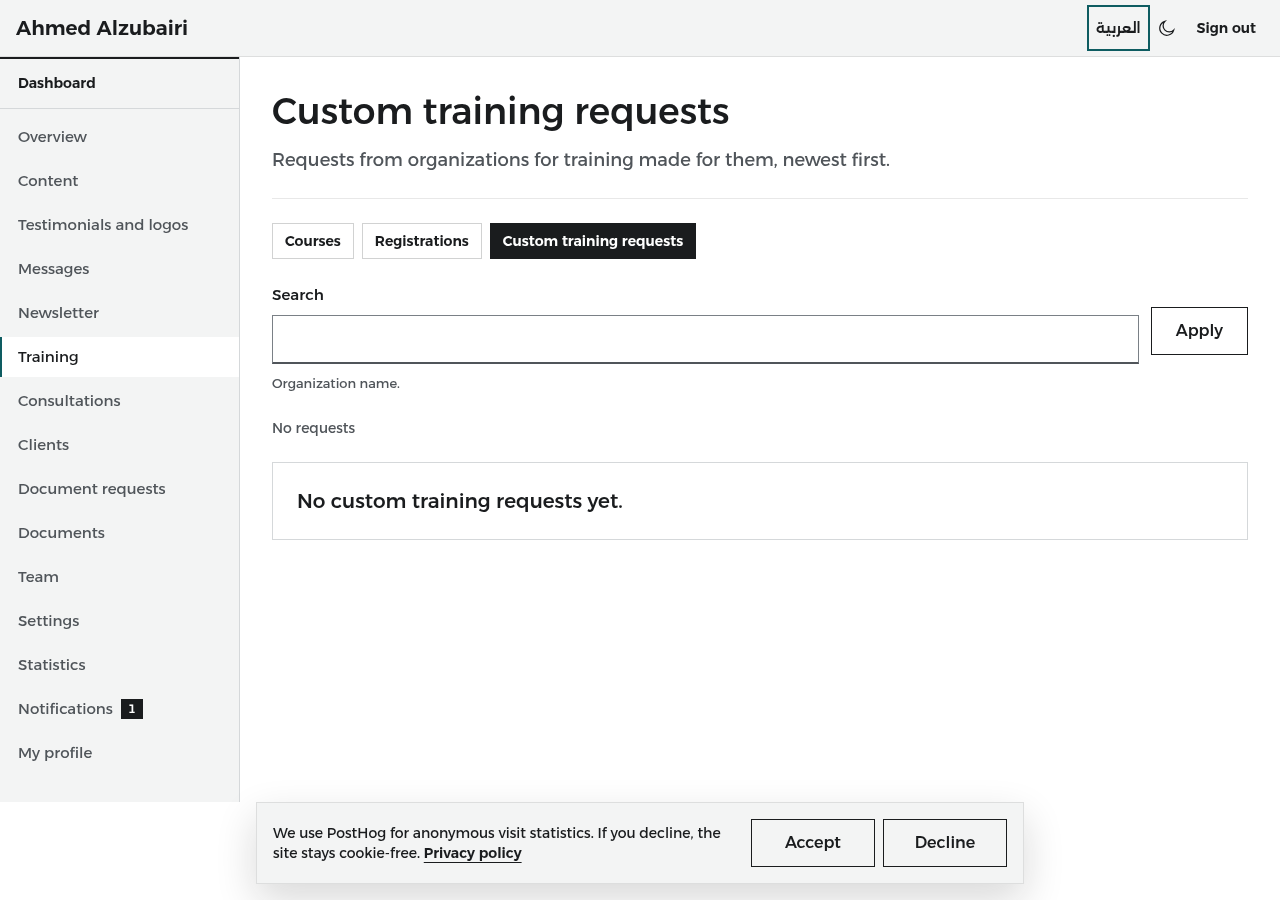 Ahmed Alzubairi
العربية
Sign out
Dashboard
Overview
Content
Testimonials and logos
Messages
Newsletter
Training
Consultations
Clients
Document requests
Documents
Team
Settings
Statistics
Notifications 1
My profile
Custom training requests
Requests from organizations for training made for them, newest first.
Courses
Registrations
Custom training requests
Search
Apply
Organization name.
No requests
No custom training requests yet.
We use PostHog for anonymous visit statistics. If you decline, the
site stays cookie-free. Privacy policy
Accept
Decline